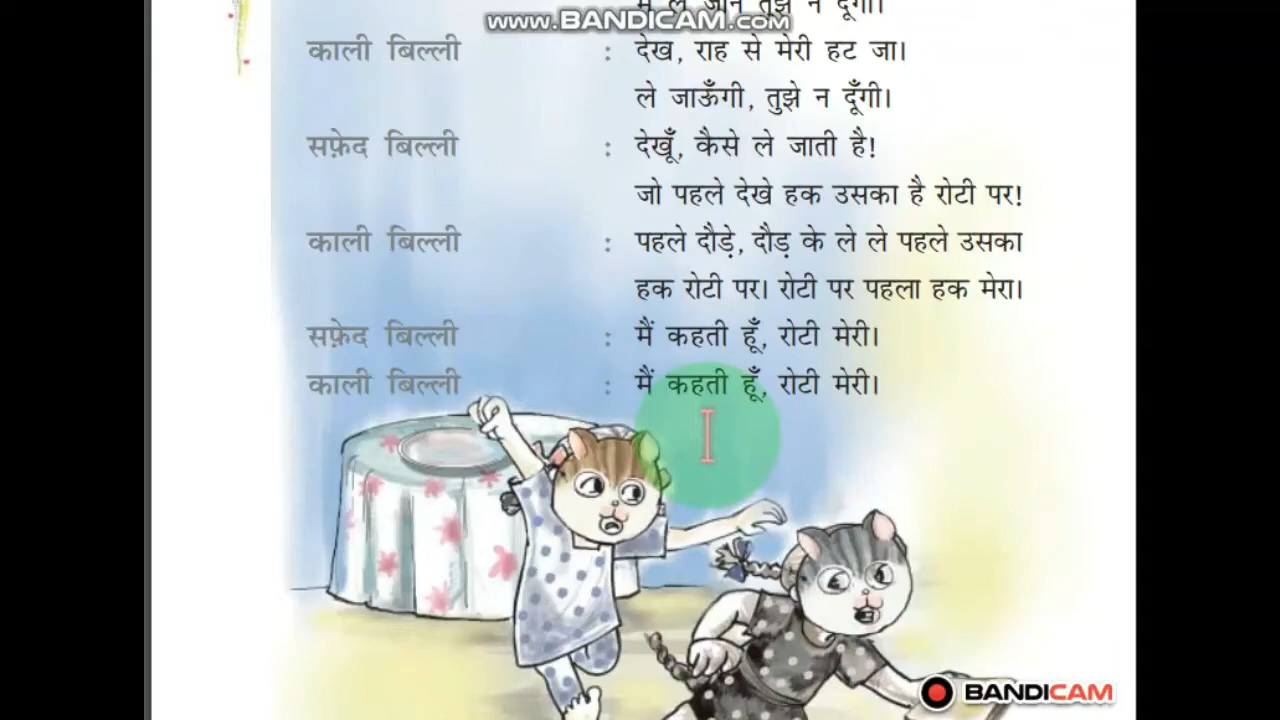 www.BANDICAM.com
काली बिल्ली : देख, राह से मेरी हट जा।
ले जाऊँगी, तुझे न दूँगी।
सफ़ेद बिल्ली : देखूँ, कैसे ले जाती है!
जो पहले देखे हक उसका है रोटी पर!
काली बिल्ली : पहले दौड़े, दौड़ के ले ले पहले उसका
हक रोटी पर। रोटी पर पहला हक मेरा।
सफ़ेद बिल्ली : मैं कहती हूँ, रोटी मेरी।
काली बिल्ली : मैं कहती हूँ, रोटी मेरी।
BANDICAM